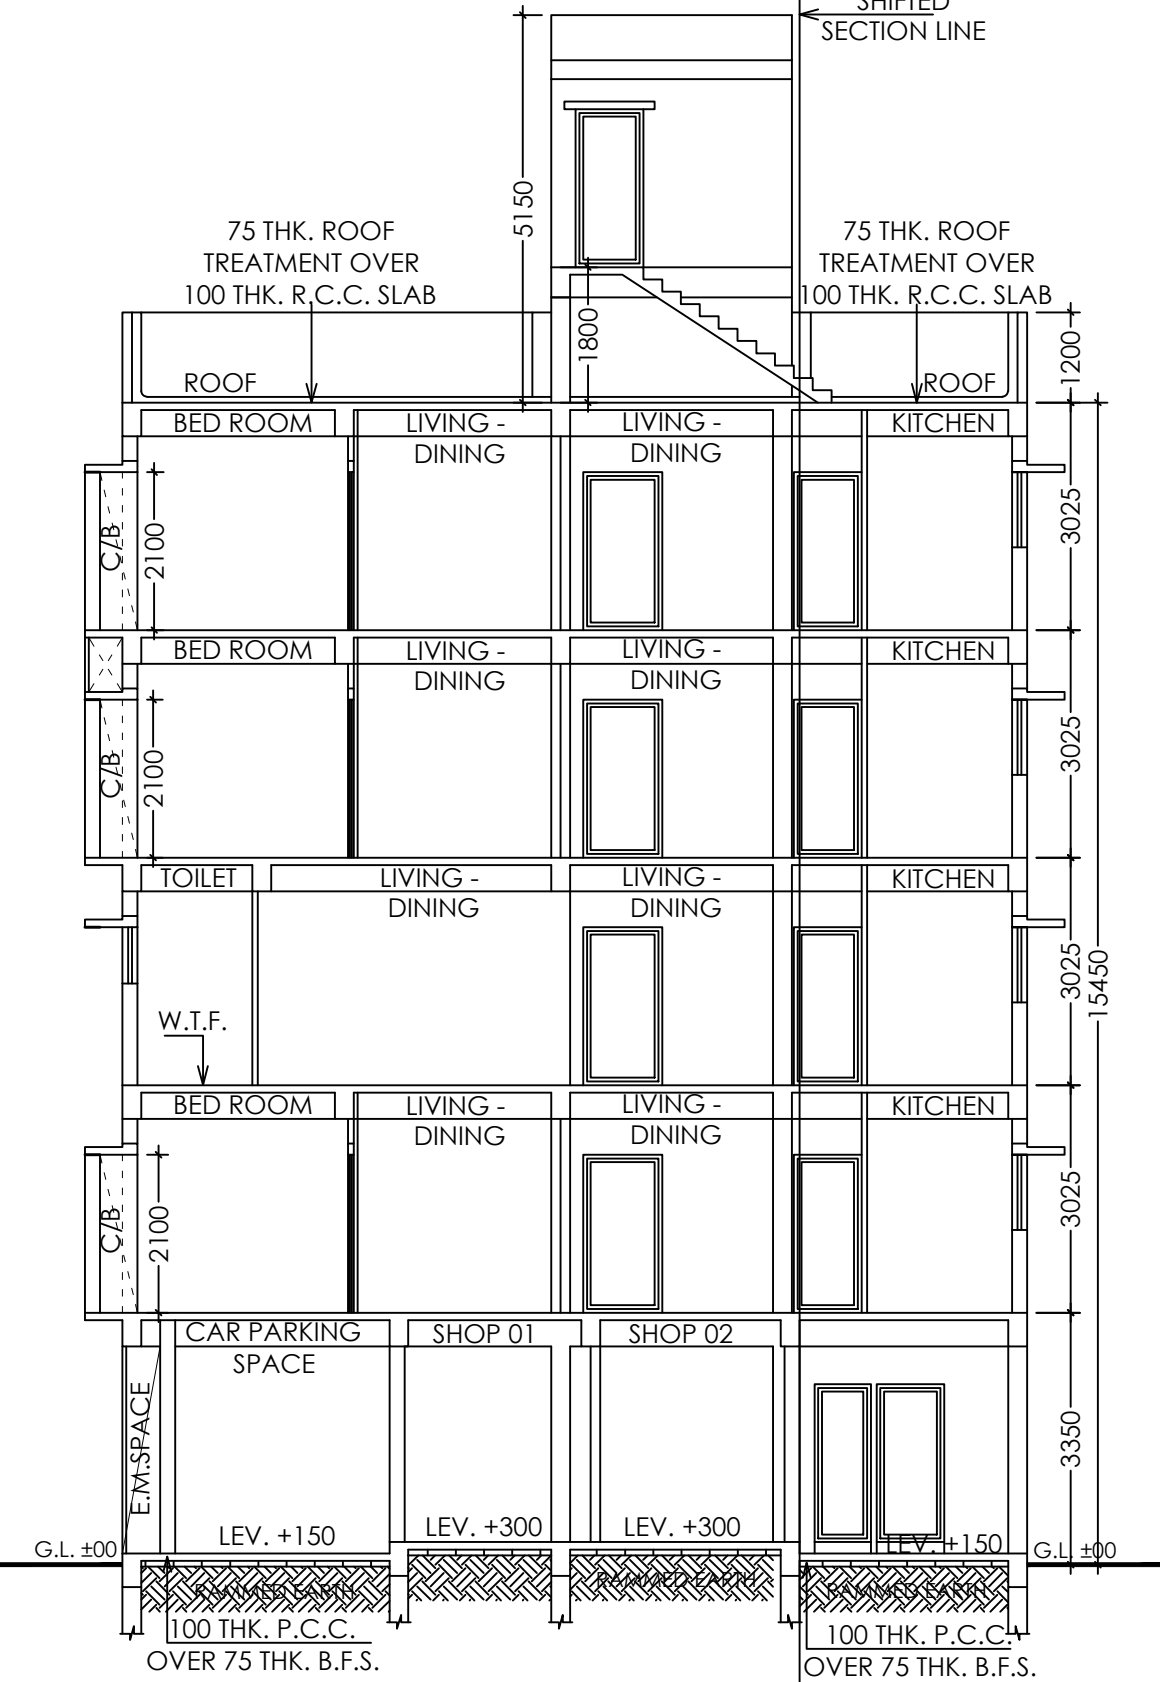 SHIFTED
SECTION LINE
5150
75 THK. ROOF
TREATMENT OVER
100 THK. R.C.C. SLAB
75 THK. ROOF
TREATMENT OVER
100 THK. R.C.C. SLAB
1800
1200
ROOF
ROOF
BED ROOM
LIVING -
DINING
LIVING -
DINING
KITCHEN
C/B
2100
3025
BED ROOM
LIVING -
DINING
LIVING -
DINING
KITCHEN
C/B
2100
3025
TOILET
LIVING -
DINING
LIVING -
DINING
KITCHEN
3025
15450
W.T.F.
BED ROOM
LIVING -
DINING
LIVING -
DINING
KITCHEN
C/B
2100
3025
CAR PARKING
SPACE
SHOP 01
SHOP 02
E.M.SPACE
3350
LEV. +150
LEV. +300
LEV. +300
LEV. +150
G.L. ±00
G.L. ±00
RAMMED EARTH
RAMMED EARTH
RAMMED EARTH
100 THK. P.C.C.
OVER 75 THK. B.F.S.
100 THK. P.C.C.
OVER 75 THK. B.F.S.